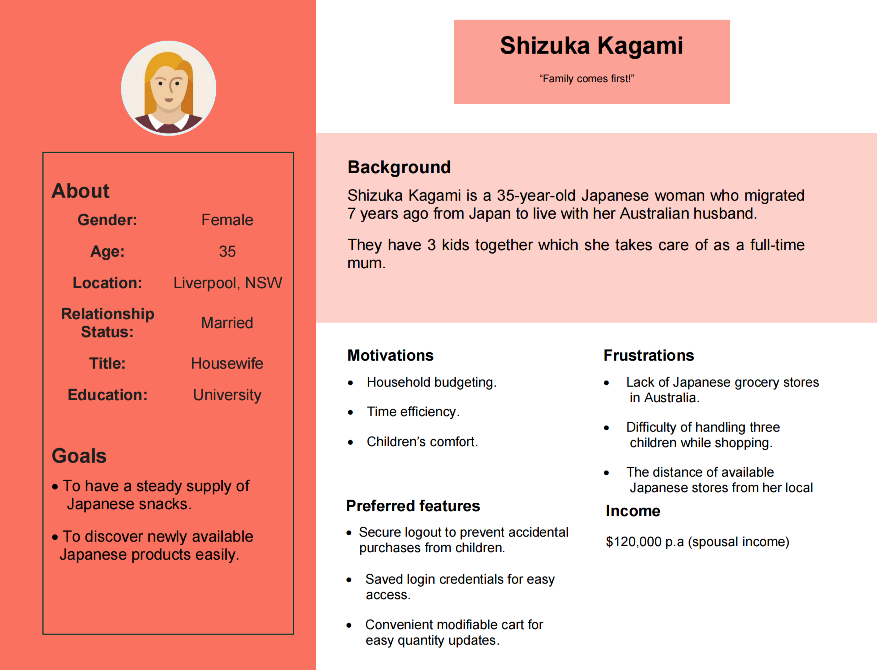 Shizuka Kagami
“Family comes first!”
About
Gender: Female
Age: 35
Location: Liverpool, NSW
Relationship
Status: Married
Title: Housewife
Education: University
Goals
• To have a steady supply of
Japanese snacks.
• To discover newly available
Japanese products easily.
Background
Shizuka Kagami is a 35-year-old Japanese woman who migrated
7 years ago from Japan to live with her Australian husband.
They have 3 kids together which she takes care of as a full-time
mum.
Motivations
• Household budgeting.
• Time efficiency.
• Children’s comfort.
Frustrations
• Lack of Japanese grocery stores
in Australia.
• Difficulty of handling three
children while shopping.
• The distance of available
Japanese stores from her local
Preferred features
• Secure logout to prevent accidental
purchases from children.
• Saved login credentials for easy
access.
• Convenient modifiable cart for
easy quantity updates.
Income
$120,000 p.a (spousal income)